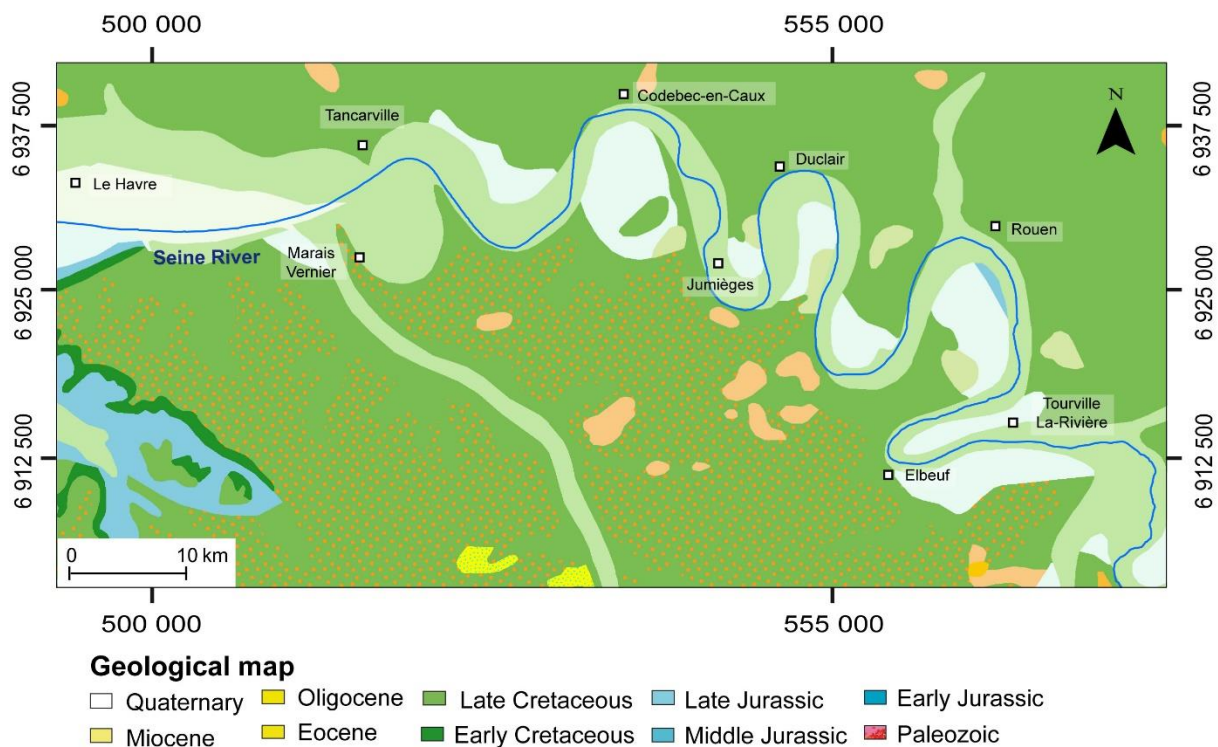 500 000
555 000
6 937 500
6 925 000
6 912 500
N
Codebec-en-Caux
Tancarville
Le Havre
Duclair
Rouen
Seine River
Marais
Vernier
Jumièges
Tourville
La-Rivière
Elbeuf
0 10 km
6 937 500
6 925 000
6 912 500
500 000
555 000
Geological map
Quaternary Oligocene Late Cretaceous Late Jurassic Early Jurassic
Miocene Eocene Early Cretaceous Middle Jurassic Paleozoic